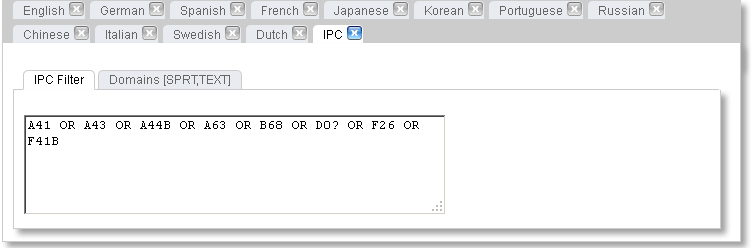 English German Spanish French Japanese Korean Portuguese Russian
Chinese Italian Swedish Dutch IPC
IPC Filter Domains [SPRT,TEXT]
A41 OR A43 OR A44B OR A63 OR B68 OR D0? OR F26 OR
F41B